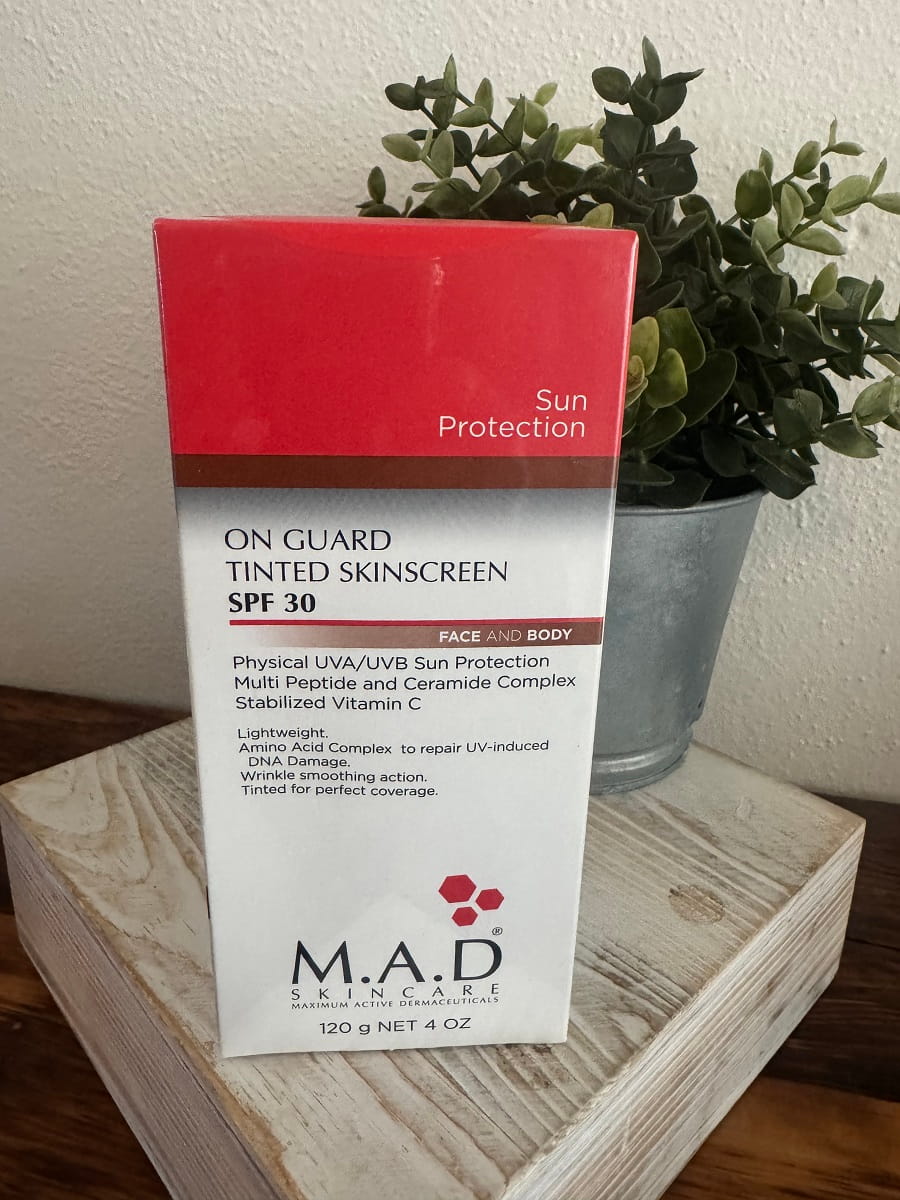 Sun
Protection
ON GUARD
TINTED SKINSCREEN
SPF 30
FACE AND BODY
Physical UVA/UVB Sun Protection
Multi Peptide and Ceramide Complex
Stabilized Vitamin C
Lightweight.
Amino Acid Complex to repair UV-induced
DNA Damage.
Wrinkle smoothing action.
Tinted for perfect coverage.
M.A.D®
SKINCARE
MAXIMUM ACTIVE DERMACEUTICALS
120 g NET 4 OZ